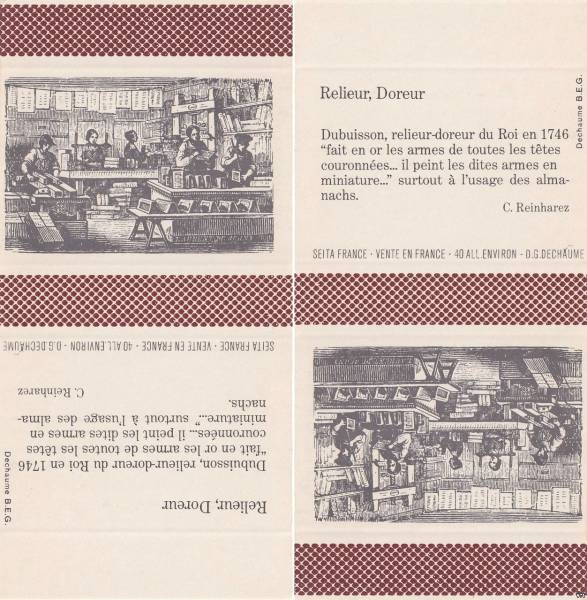 Relieur, Doreur
Dubuisson, relieur-doreur du Roi en 1746
“fait en or les armes de toutes les têtes
couronnées... il peint les dites armes en
miniature...” surtout à l’usage des alma-
nachs.
C. Reinharez
Dechaume B.E.G.
SEITA FRANCE · VENTE EN FRANCE · 40 ALL.ENVIRON · D.G.DECHAUME
SEITA FRANCE · VENTE EN FRANCE · 40 ALL.ENVIRON · D.G.DECHAUME
Relieur, Doreur
Dubuisson, relieur-doreur du Roi en 1746
“fait en or les armes de toutes les têtes
couronnées... il peint les dites armes en
miniature...” surtout à l’usage des alma-
nachs.
C. Reinharez
Dechaume B.E.G.